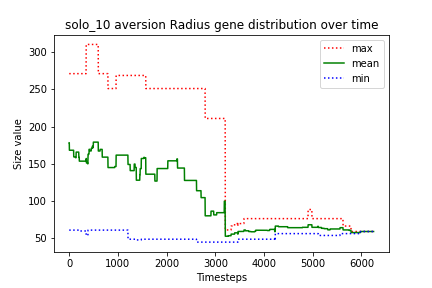 solo_10 aversion Radius gene distribution over time
max
mean
min
Size value
300
250
200
150
100
50
0
1000
2000
3000
4000
5000
6000
Timesteps